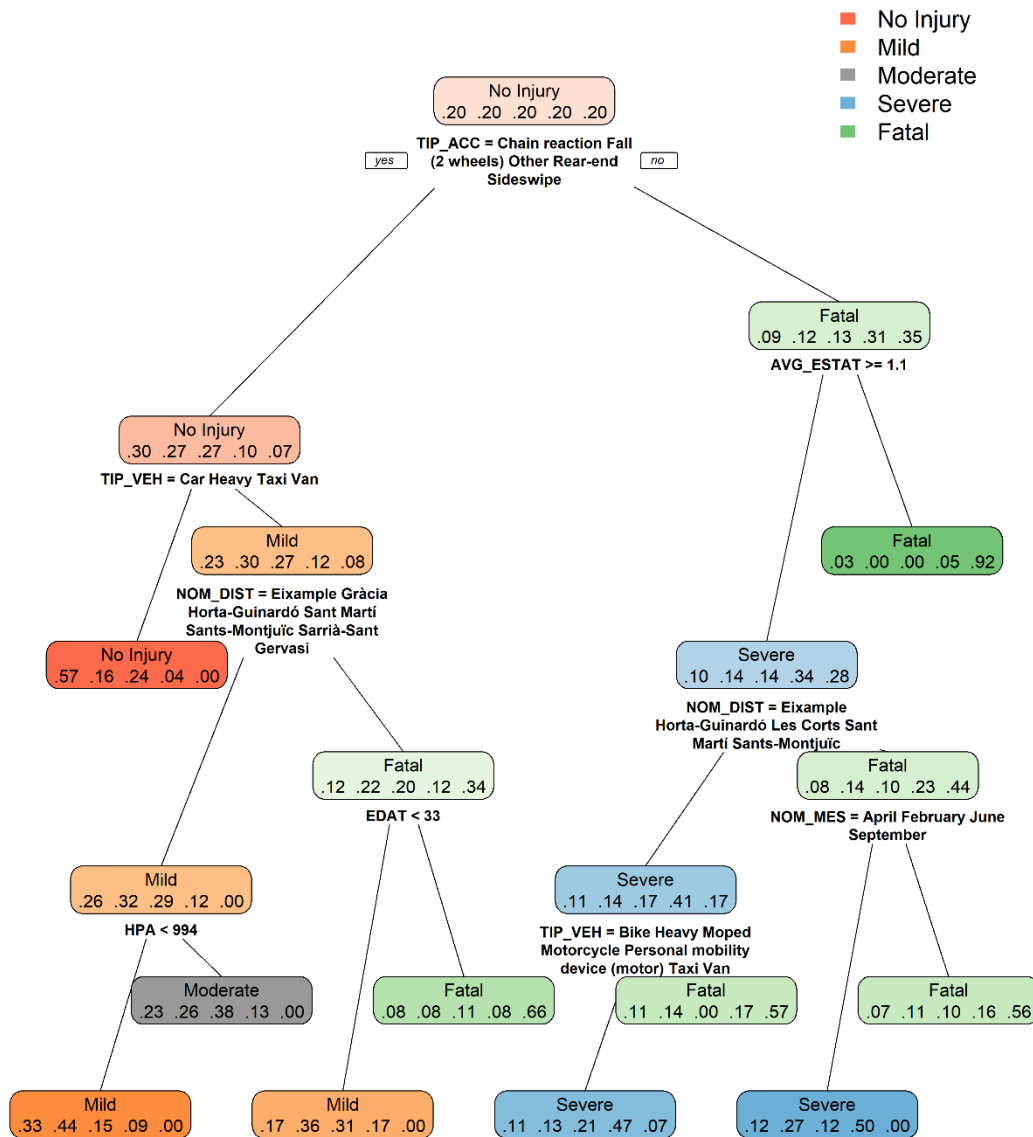 No Injury
Mild
Moderate
Severe
Fatal
No Injury
.20 .20 .20 .20 .20
TIP_ACC = Chain reaction Fall
yes
(2 wheels) Other Rear-end
no
Sideswipe
Fatal
.09 .12 .13 .31 .35
AVG_ESTAT >= 1.1
No Injury
.30 .27 .27 .10 .07
TIP_VEH = Car Heavy Taxi Van
Mild
.23 .30 .27 .12 .08
NOM_DIST = Eixample Gràcia
Horta-Guinardó Sant Martí
Sants-Montjuïc Sarrià-Sant
Gervasi
Fatal
.03 .00 .00 .05 .92
No Injury
.57 .16 .24 .04 .00
Severe
.10 .14 .14 .34 .28
NOM_DIST = Eixample
Horta-Guinardó Les Corts Sant
Martí Sants-Montjuïc
Fatal
.12 .22 .20 .12 .34
EDAT < 33
Fatal
.08 .14 .10 .23 .44
NOM_MES = April February June
September
Mild
.26 .32 .29 .12 .00
HPA < 994
Severe
.11 .14 .17 .41 .17
TIP_VEH = Bike Heavy Moped
Motorcycle Personal mobility
device (motor) Taxi Van
Moderate
.23 .26 .38 .13 .00
Fatal
.08 .08 .11 .08 .66
Fatal
.11 .14 .00 .17 .57
Fatal
.07 .11 .10 .16 .56
Mild
.33 .44 .15 .09 .00
Mild
.17 .36 .31 .17 .00
Severe
.11 .13 .21 .47 .07
Severe
.12 .27 .12 .50 .00